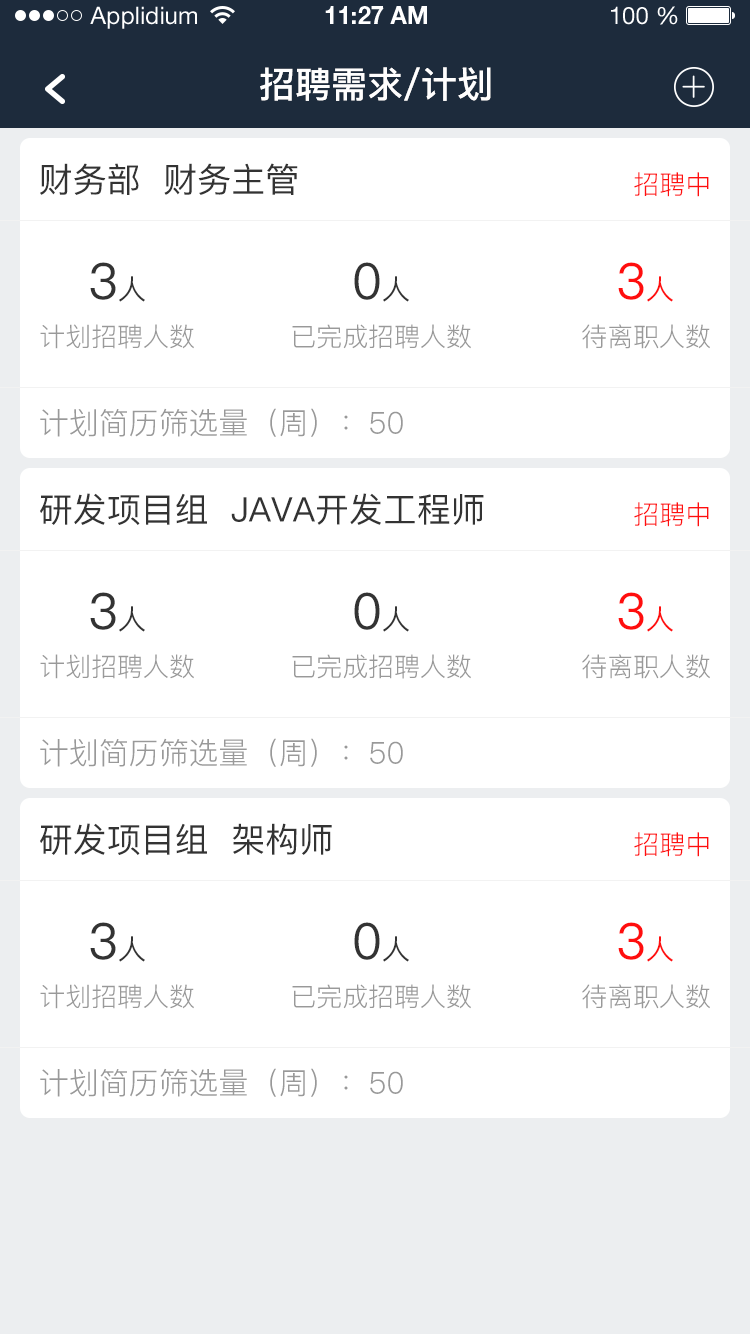 Applidium 11:27 AM 100 %
招聘需求/计划
财务部 财务主管 招聘中
3人 0人 3人
计划招聘人数 已完成招聘人数 待离职人数
计划简历筛选量（周）：50
研发项目组 JAVA开发工程师 招聘中
3人 0人 3人
计划招聘人数 已完成招聘人数 待离职人数
计划简历筛选量（周）：50
研发项目组 架构师 招聘中
3人 0人 3人
计划招聘人数 已完成招聘人数 待离职人数
计划简历筛选量（周）：50